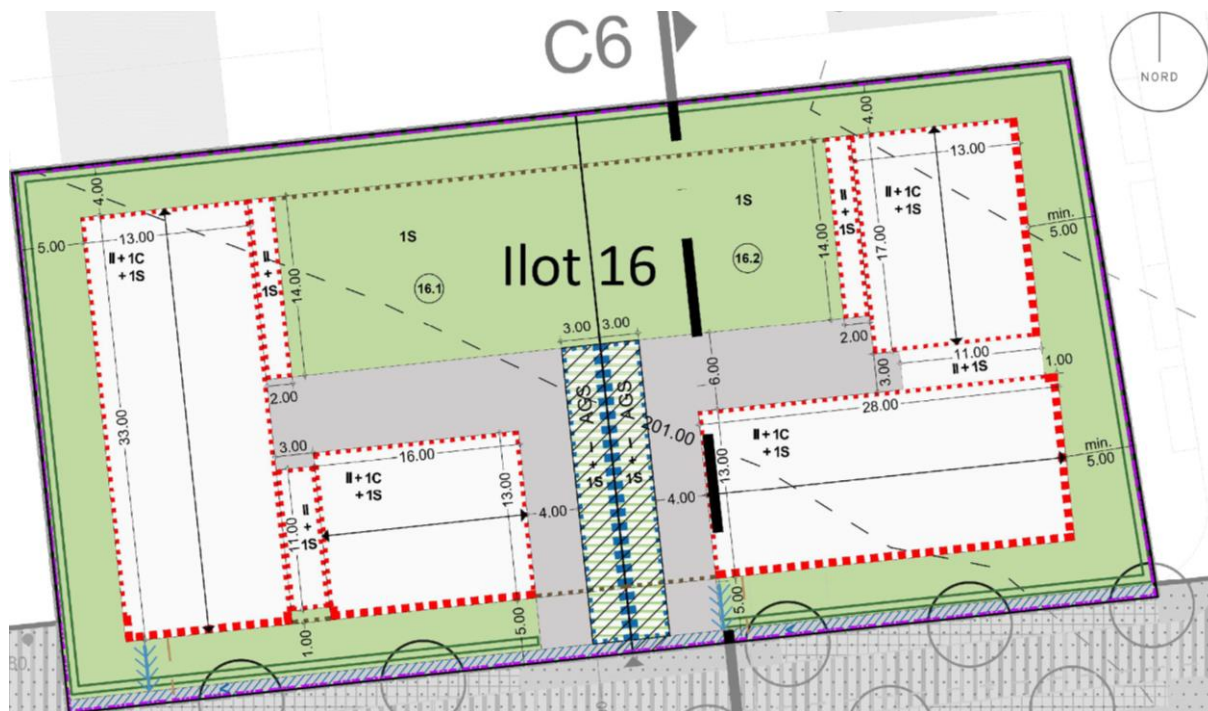 C6
NORD
4.00
4.00
13.00
13.00
5.00
II + 1C
+ 1S
II
+
1S
14.00
1S
16.1
Ilot 16
1S
16.2
14.00
II
+
1S
17.00
II + 1C
+ 1S
min.
5.00
33.00
2.00
3.00
3.00
2.00
3.00
11.00
II + 1S
1.00
6.00
28.00
AGS
I
+
1S
AGS
I
+
1S
201.00
3.00
16.00
II + 1C
+ 1S
13.00
11.00
II
+
1S
4.00
4.00
13.00
II + 1C
+ 1S
min.
5.00
1.00
5.00
5.00